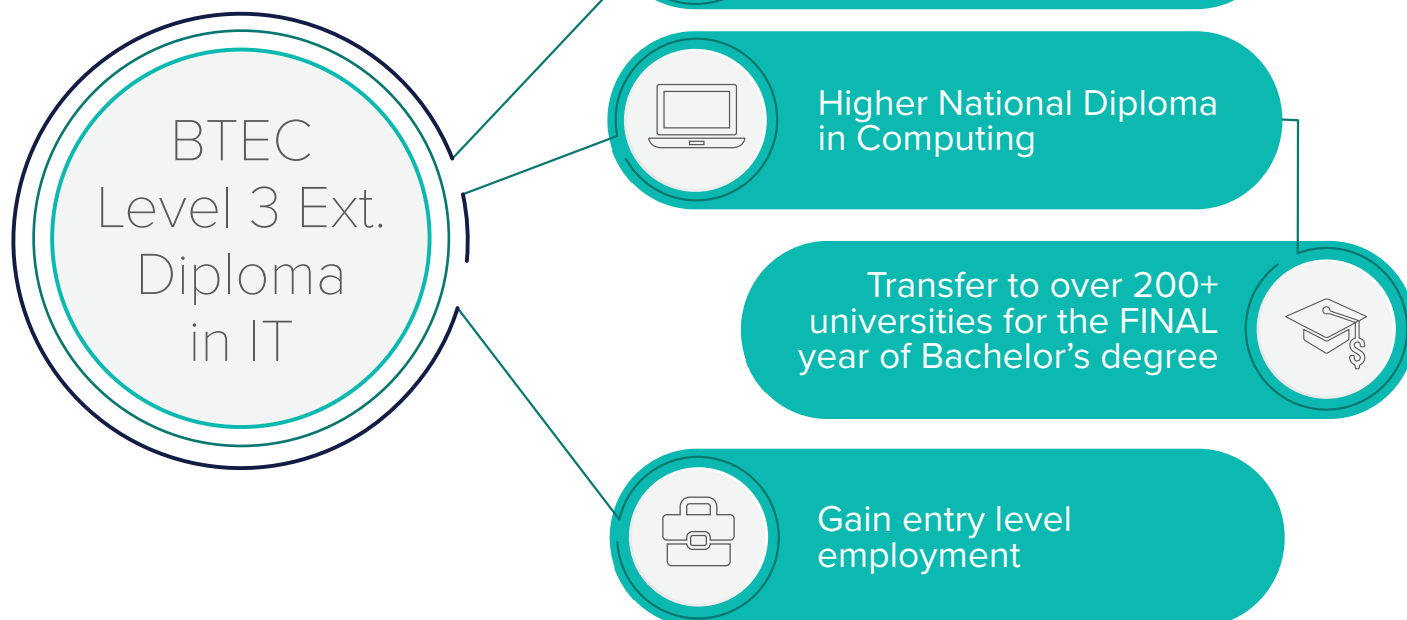 BTEC
Level 3 Ext.
Diploma
in IT
Higher National Diploma
in Computing
Transfer to over 200+
universities for the FINAL
year of Bachelor’s degree
Gain entry level
employment